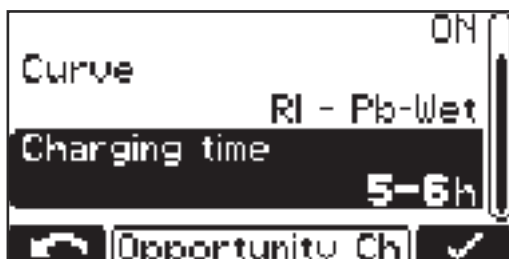 ON
Curve
RI - Pb-Wet
Charging time
5-6h
Opportunity Ch